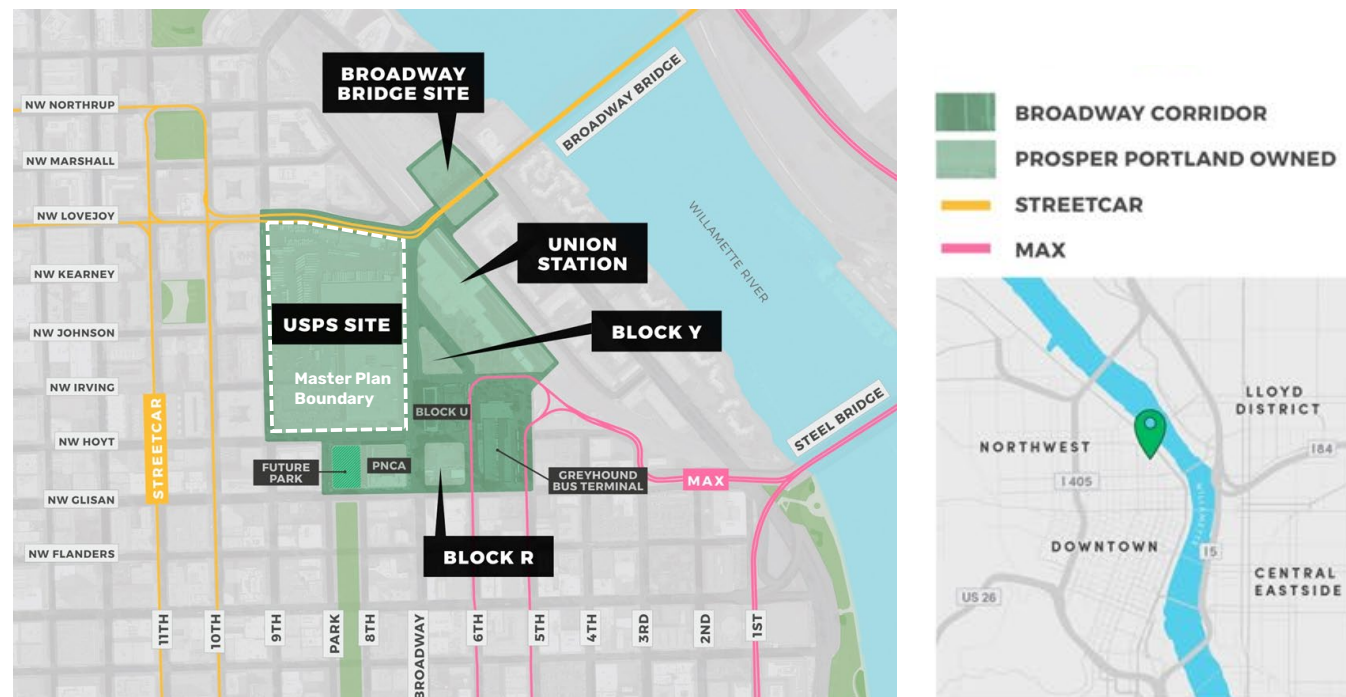 BROADWAY
BRIDGE SITE
NW NORTHRUP
NW MARSHALL
NW LOVEJOY
NW KEARNEY
NW JOHNSON
NW IRVING
NW HOYT
NW GLISAN
NW FLANDERS
BROADWAY BRIDGE
WILLAMETTE RIVER
UNION
STATION
USPS SITE
BLOCK Y
Master Plan
Boundary
BLOCK U
STREETCAR
STEEL BRIDGE
FUTURE
PARK
PNCA
GREYHOUND
BUS TERMINAL
MAX
BLOCK R
11TH
10TH
9TH
PARK
8TH
BROADWAY
6TH
5TH
4TH
3RD
2ND
1ST
BROADWAY CORRIDOR
PROSPER PORTLAND OWNED
STREETCAR
MAX
LLOYD
DISTRICT
NORTHWEST
I84
I 405
WILLAMETTE
DOWNTOWN
I5
CENTRAL
EASTSIDE
US 26